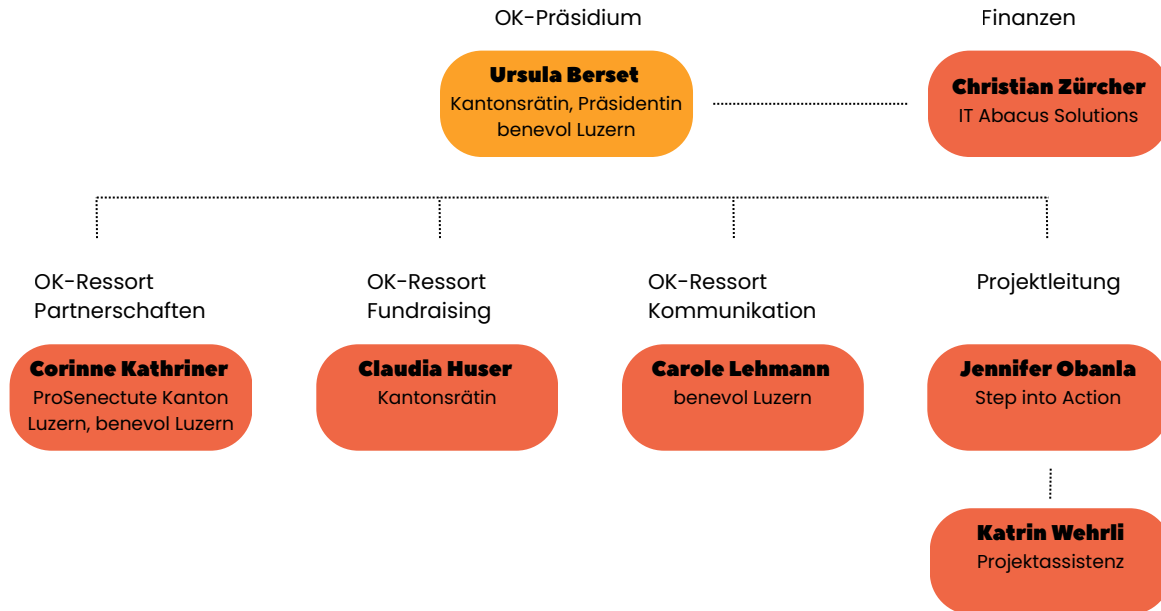 OK-Präsidium
Finanzen
Ursula Berset
Kantonsrätin, Präsidentin
benevol Luzern
Christian Zürcher
IT Abacus Solutions
OK-Ressort
Partnerschaften
OK-Ressort
Fundraising
OK-Ressort
Kommunikation
Projektleitung
Corinne Kathriner
ProSenectute Kanton
Luzern, benevol Luzern
Claudia Huser
Kantonsrätin
Carole Lehmann
benevol Luzern
Jennifer Obanla
Step into Action
Katrin Wehrli
Projektassistenz